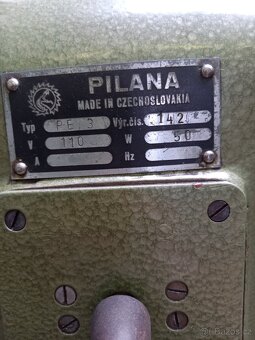 PILANA
MADE IN CZECHOSLOVAKIA
Typ PE 3 Výr.čís. 142
V 110 W 50
A Hz